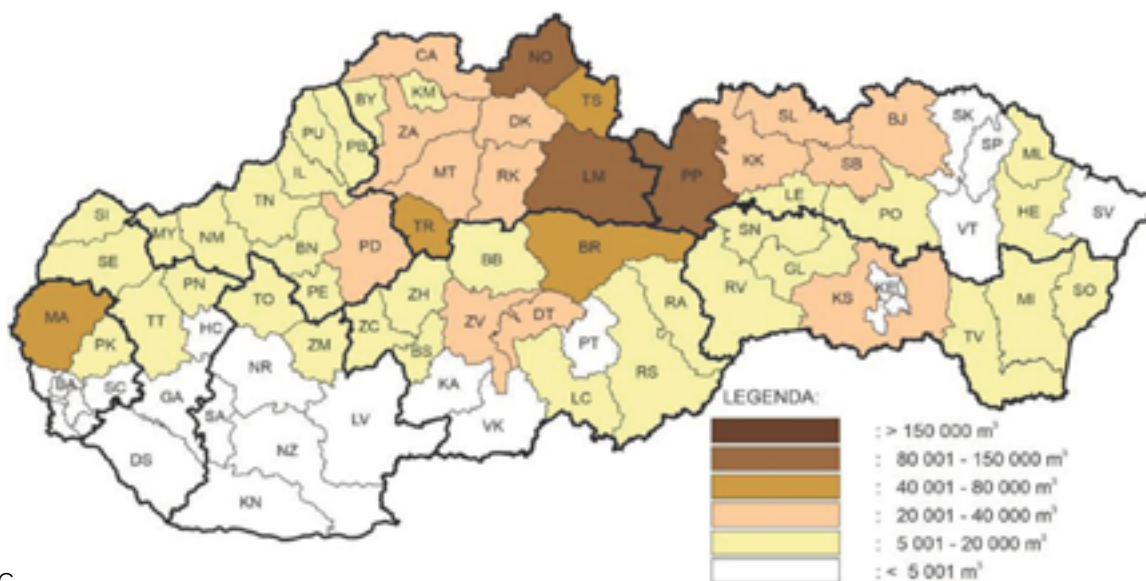 NO
CA
TS
BY
KM
DK
ZA
PU
PB
SL
BJ
SK
SP
ML
IL
MT
RK
LM
PP
KK
SB
TN
LE
PO
HE
SV
VT
SI
MY
NM
BN
PD
TR
BB
BR
SN
GL
SE
PN
TO
PE
ZH
RA
RV
KS
KE
MI
SO
MA
TT
HC
ZM
ZC
BS
ZV
DT
PT
TV
PK
BA
SC
GA
NR
KA
LC
RS
SA
LV
VK
DS
NZ
KN
LEGENDA:
: > 150 000 m³
: 80 001 - 150 000 m³
: 40 001 - 80 000 m³
: 20 001 - 40 000 m³
: 5 001 - 20 000 m³
: < 5 001 m³
C